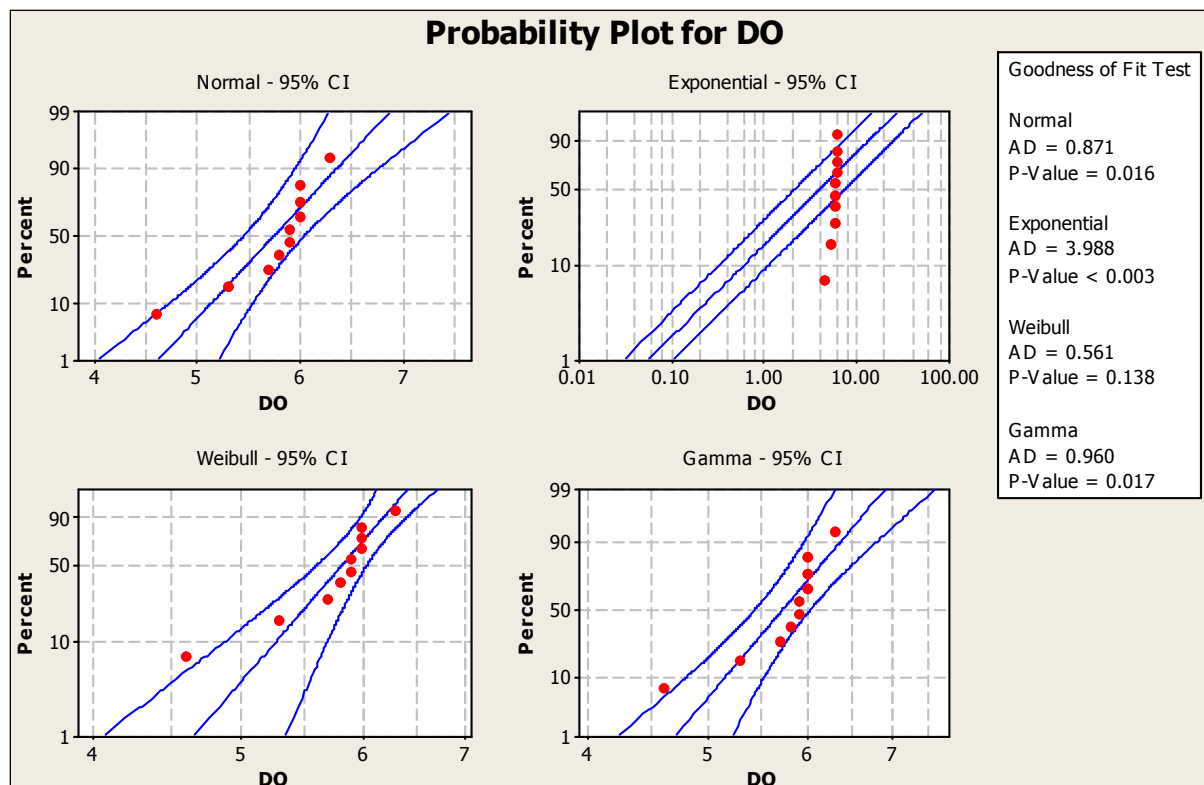 Probability Plot for DO
Normal - 95% CI
Percent
99
90
50
10
1
4 5 6 7
DO
Exponential - 95% CI
Percent
90
50
10
1
0.01 0.10 1.00 10.00 100.00
DO
Weibull - 95% CI
Percent
90
50
10
1
4 5 6 7
DO
Gamma - 95% CI
Percent
99
90
50
10
1
4 5 6 7
DO
Goodness of Fit Test
Normal
AD = 0.871
P-Value = 0.016
Exponential
AD = 3.988
P-Value < 0.003
Weibull
AD = 0.561
P-Value = 0.138
Gamma
AD = 0.960
P-Value = 0.017